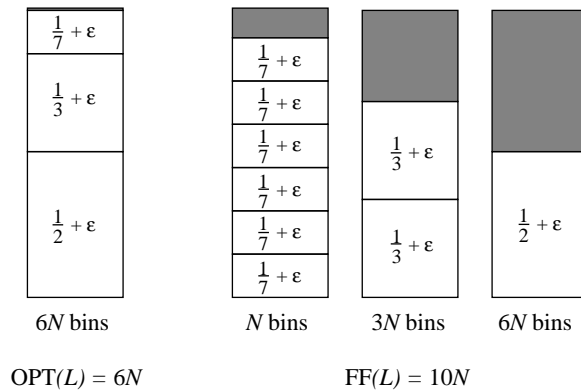 1/7 + ε
1/3 + ε
1/2 + ε
6N bins
1/7 + ε
1/7 + ε
1/7 + ε
1/7 + ε
1/7 + ε
1/7 + ε
N bins
1/3 + ε
1/3 + ε
3N bins
1/2 + ε
6N bins
OPT(L) = 6N
FF(L) = 10N